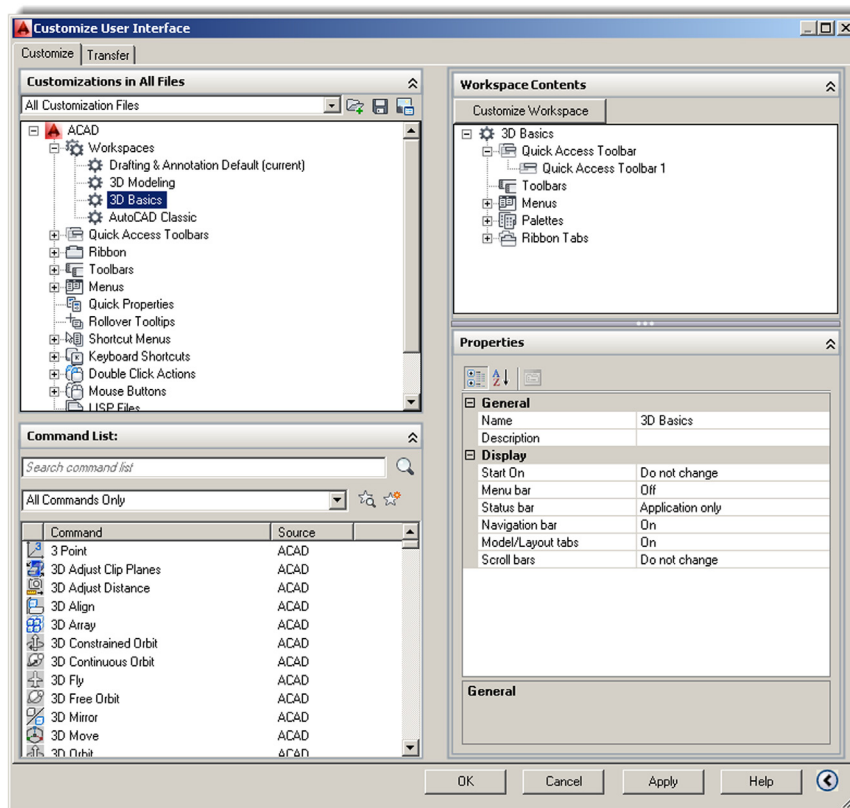 Customize User Interface
Customize Transfer
Customizations in All Files
All Customization Files
ACAD
Workspaces
Drafting & Annotation Default (current)
3D Modeling
3D Basics
AutoCAD Classic
Quick Access Toolbars
Ribbon
Toolbars
Menus
Quick Properties
Rollover Tooltips
Shortcut Menus
Keyboard Shortcuts
Double Click Actions
Mouse Buttons
LISP Files
Command List:
Search command list
All Commands Only
Command Source
3 Point ACAD
3D Adjust Clip Planes ACAD
3D Adjust Distance ACAD
3D Align ACAD
3D Array ACAD
3D Constrained Orbit ACAD
3D Continuous Orbit ACAD
3D Fly ACAD
3D Free Orbit ACAD
3D Mirror ACAD
3D Move ACAD
3D Orbit ACAD
Workspace Contents
Customize Workspace
3D Basics
Quick Access Toolbar
Quick Access Toolbar 1
Toolbars
Menus
Palettes
Ribbon Tabs
Properties
General
Name 3D Basics
Description
Display
Start On Do not change
Menu bar Off
Status bar Application only
Navigation bar On
Model/Layout tabs On
Scroll bars Do not change
General
OK Cancel Apply Help